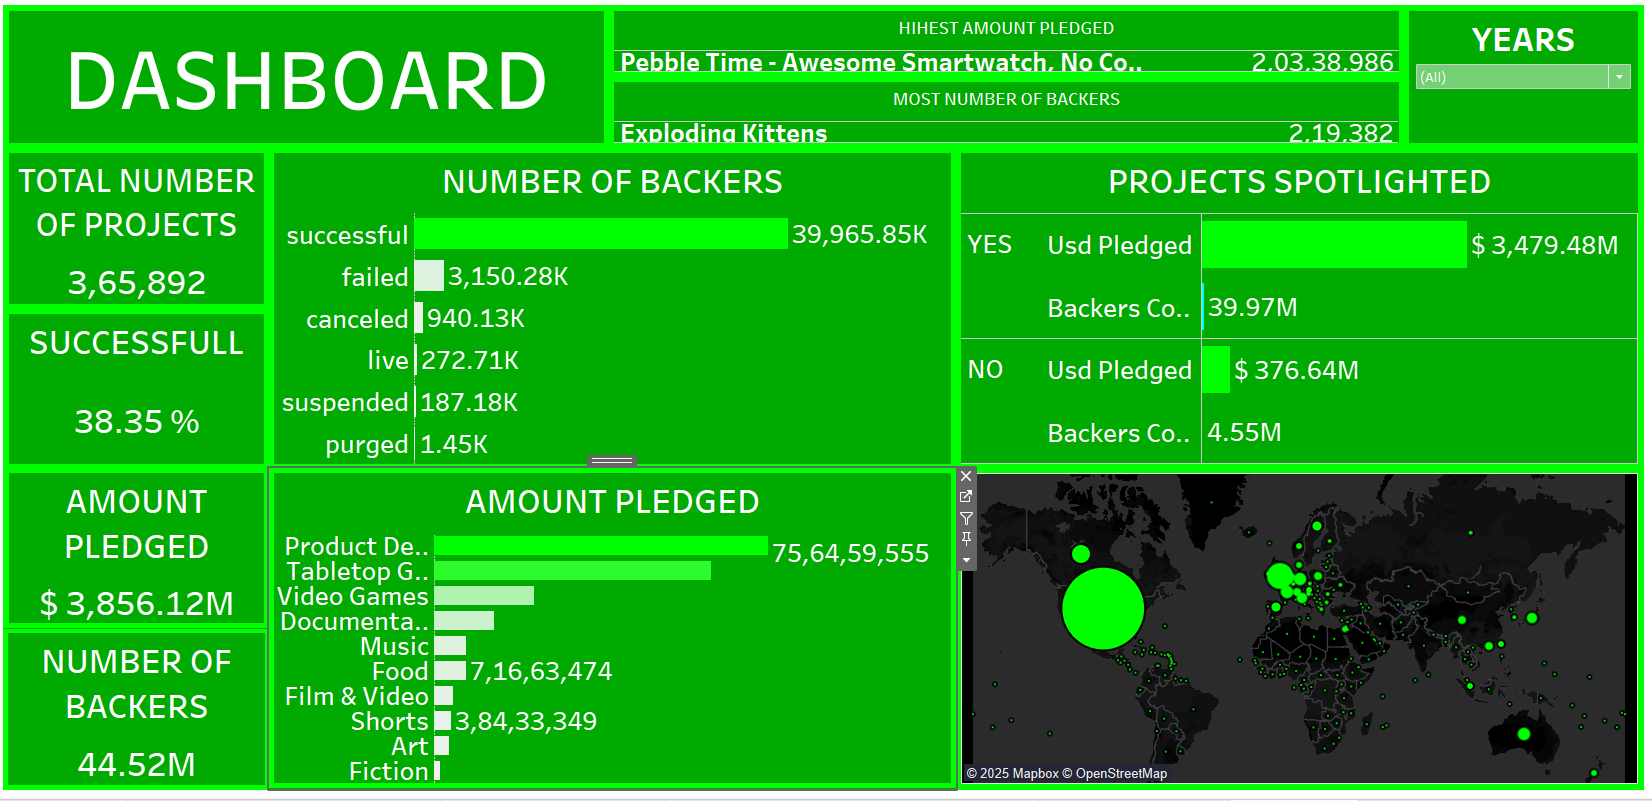 DASHBOARD
HIHEST AMOUNT PLEDGED
Pebble Time - Awesome Smartwatch, No Co.. 2,03,38,986
MOST NUMBER OF BACKERS
Exploding Kittens 2,19,382
YEARS
(All)
TOTAL NUMBER
OF PROJECTS
3,65,892
SUCCESSFULL
38.35 %
AMOUNT
PLEDGED
$ 3,856.12M
NUMBER OF
BACKERS
44.52M
NUMBER OF BACKERS
successful 39,965.85K
failed 3,150.28K
canceled 940.13K
live 272.71K
suspended 187.18K
purged 1.45K
PROJECTS SPOTLIGHTED
YES Usd Pledged $ 3,479.48M
Backers Co.. 39.97M
NO Usd Pledged $ 376.64M
Backers Co.. 4.55M
AMOUNT PLEDGED
Product De.. 75,64,59,555
Tabletop G..
Video Games
Documenta..
Music
Food 7,16,63,474
Film & Video
Shorts 3,84,33,349
Art
Fiction
© 2025 Mapbox © OpenStreetMap